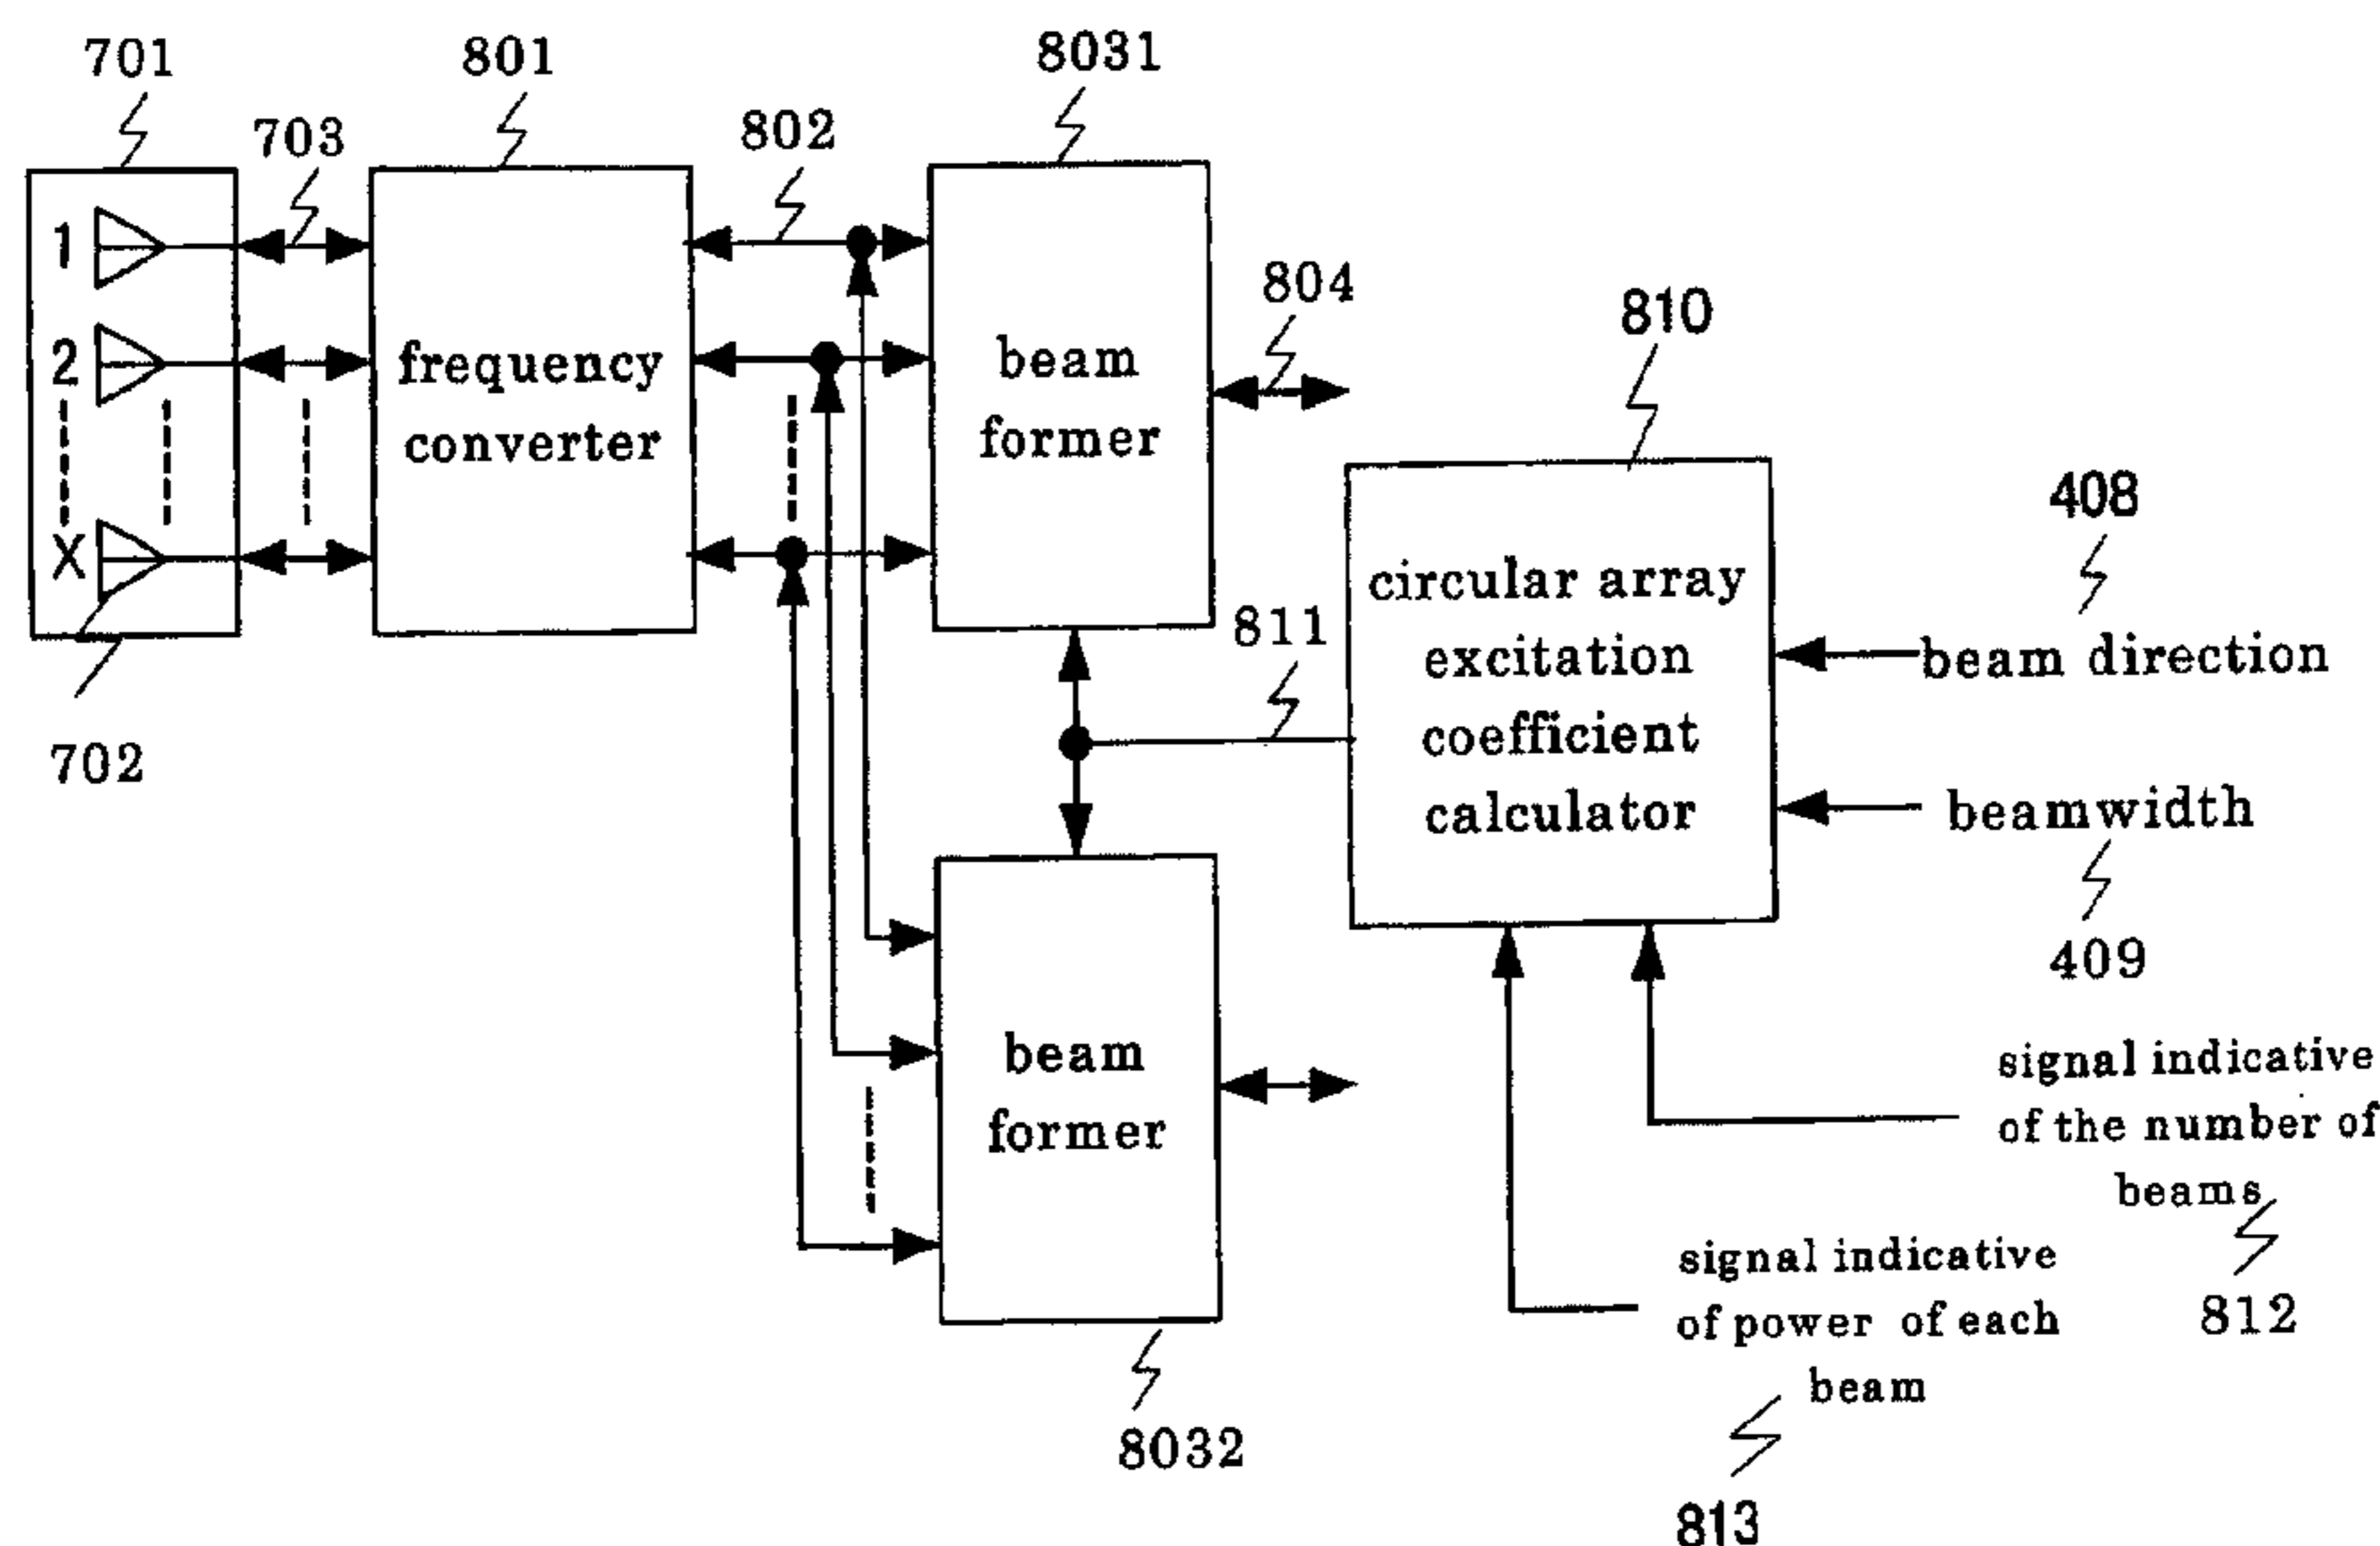 701
801
8031
703
802
1
2
X
702
frequency
converter
beam
former
804
810
811
circular array
excitation
coefficient
calculator
408
beam direction
beamwidth
409
beam
former
8032
signal indicative
of the number of
beams
812
signal indicative
of power of each
beam
813